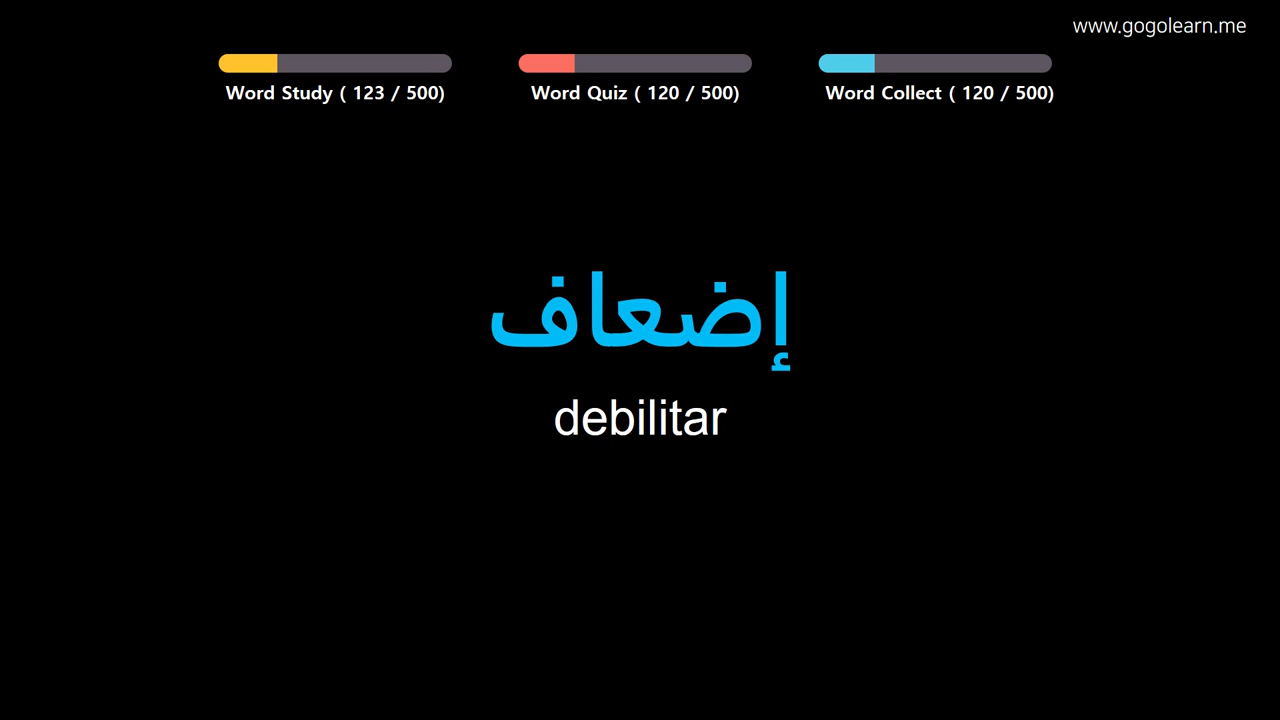 www.gogolearn.me
Word Study ( 123 / 500)
Word Quiz ( 120 / 500)
Word Collect ( 120 / 500)
إضعاف
debilitar